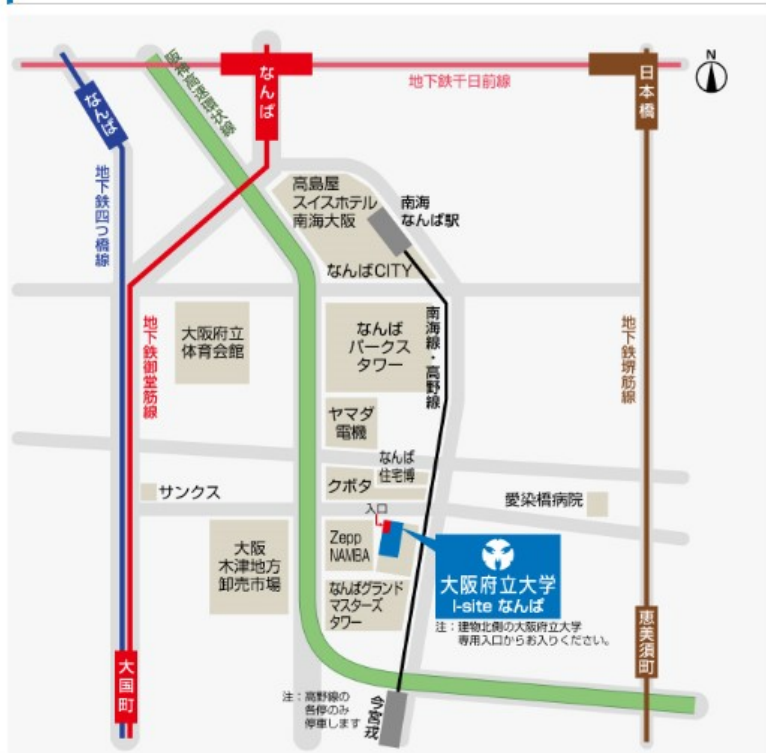 なんば
阪神高速環状線
なんば
地下鉄千日前線
日本橋
N
地下鉄四つ橋線
高島屋
スイスホテル
南海大阪
南海
なんば駅
なんばCITY
地下鉄御堂筋線
大阪府立
体育会館
なんば
パークス
タワー
南海線・高野線
地下鉄堺筋線
ヤマダ
電機
なんば
住宅博
クボタ
サンクス
入口
愛染橋病院
大阪
木津地方
卸売市場
Zepp
NAMBA
大阪府立大学
I-site なんば
なんばグランド
マスターズ
タワー
注：建物北側の大阪府立大学
専用入口からお入りください。
恵美須町
大国町
注：高野線の
各停のみ
停車します
今宮戎